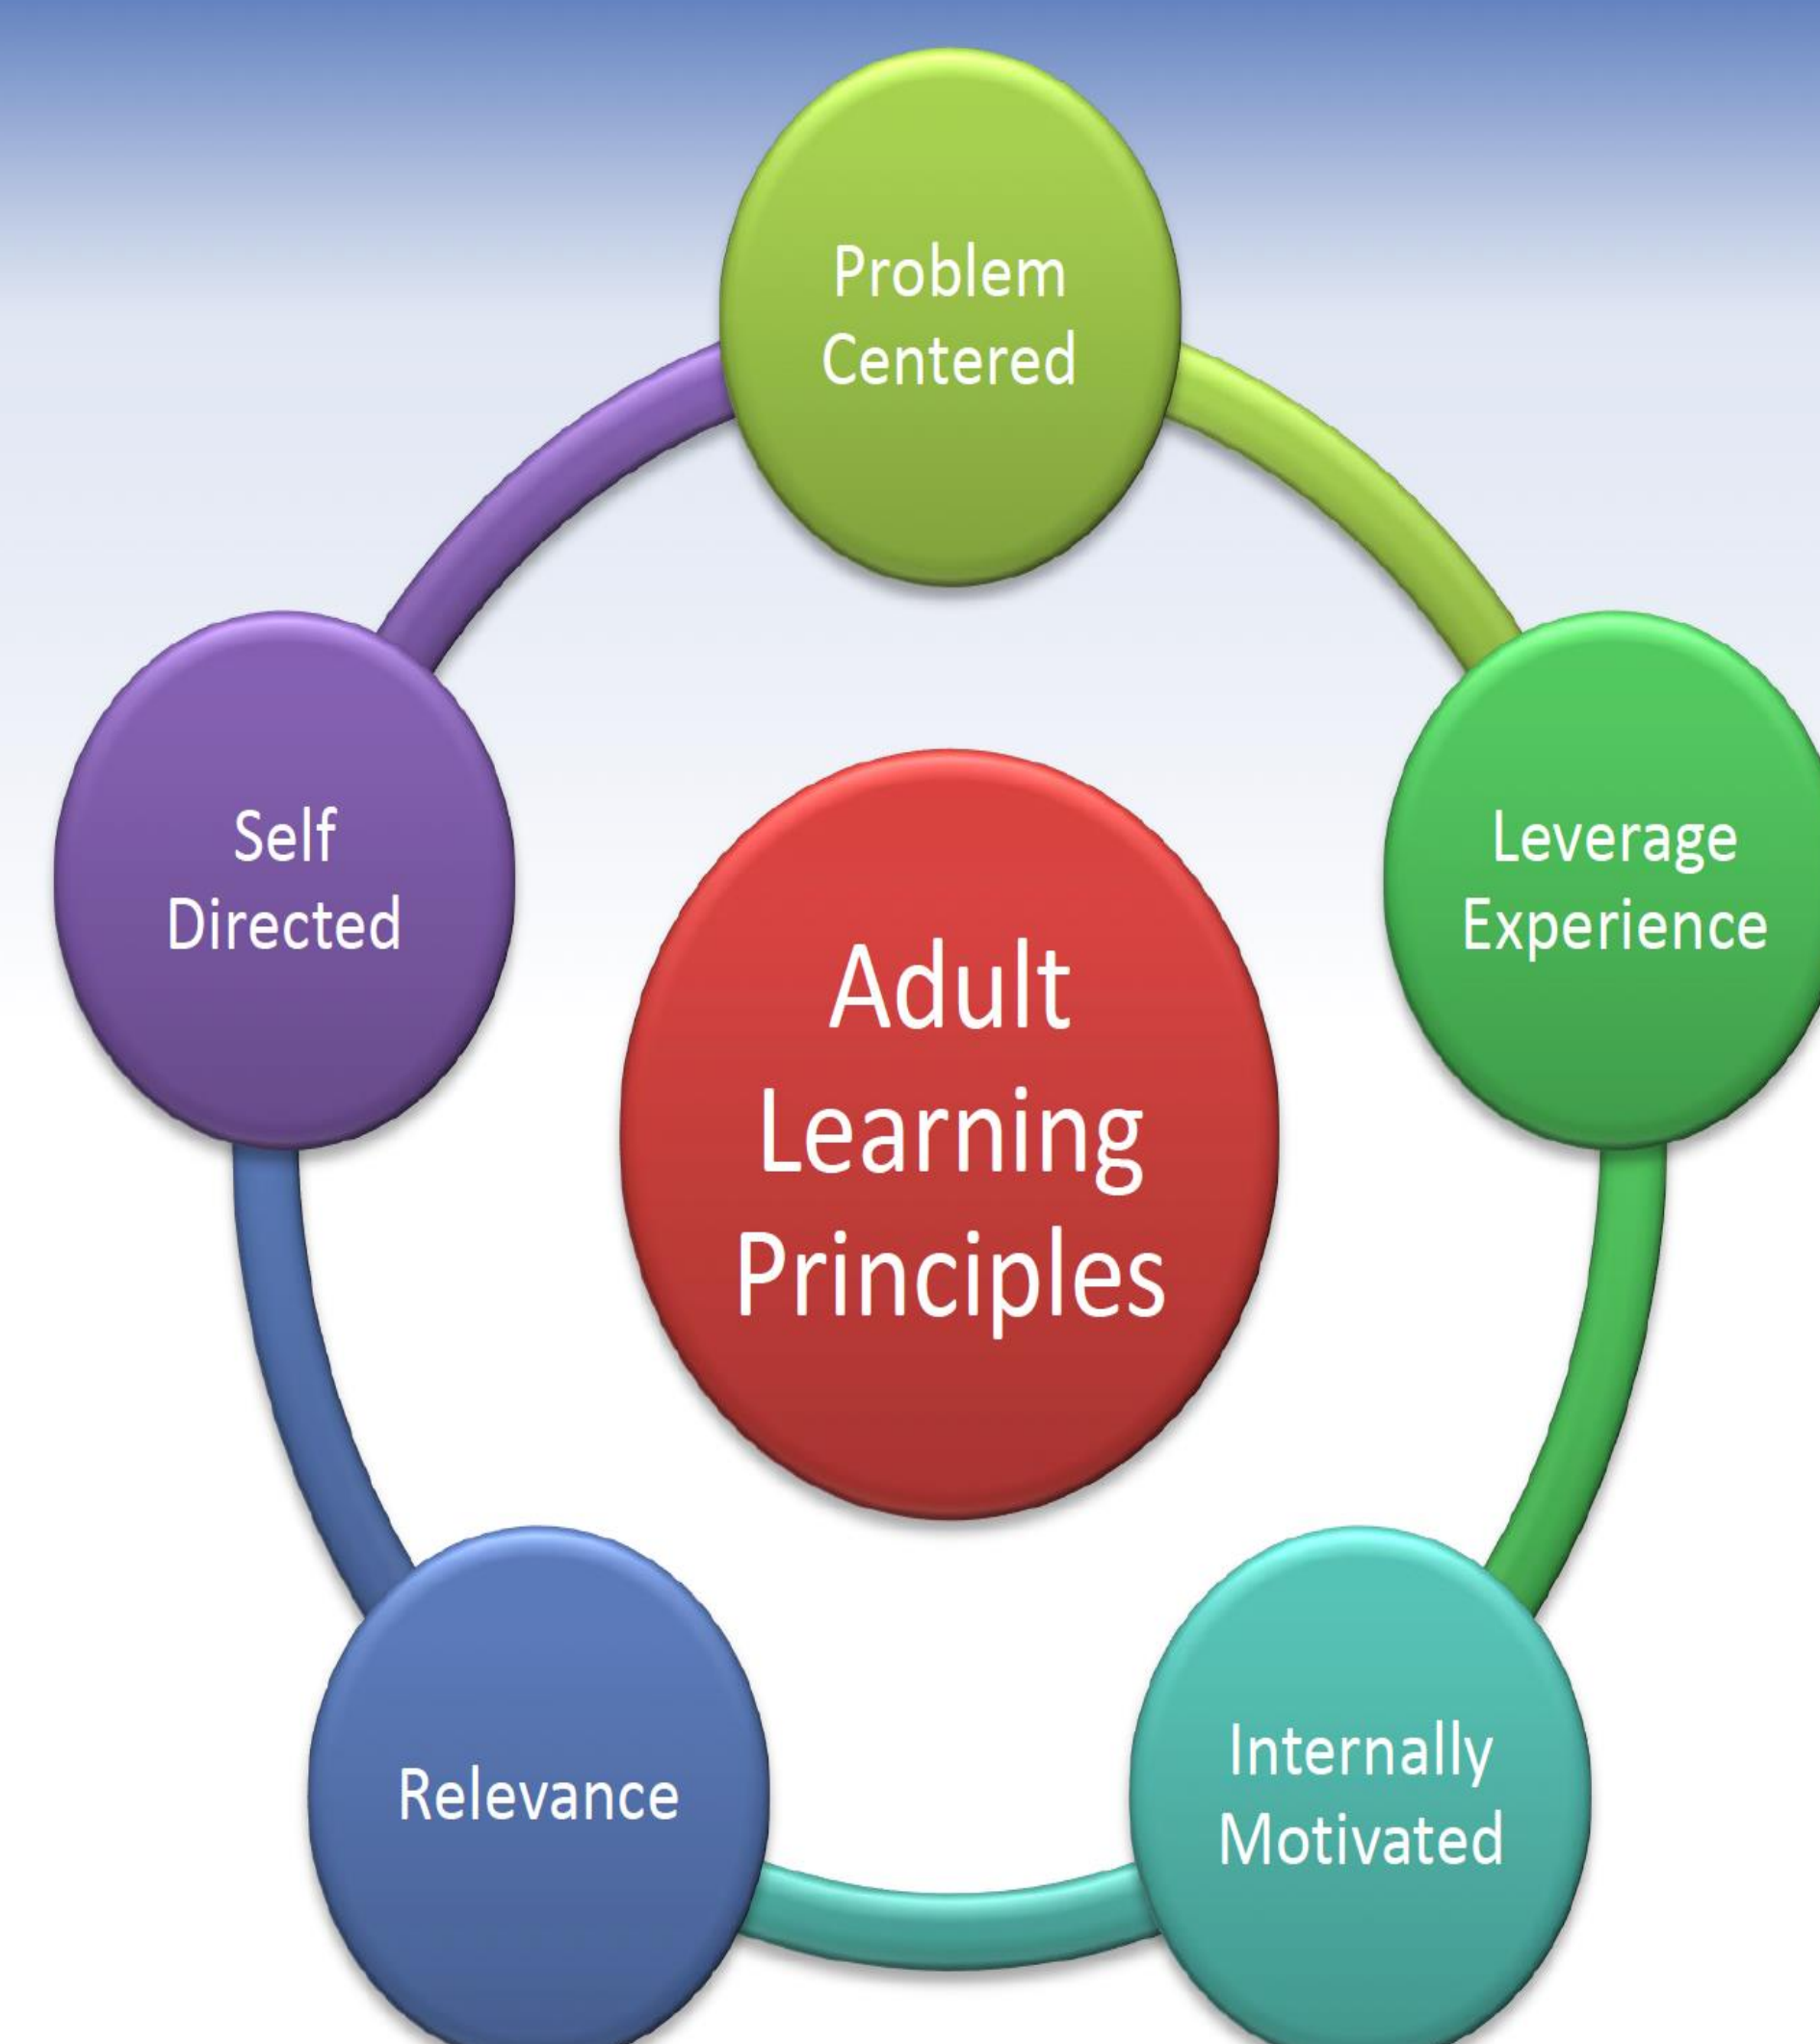 Problem
Centered
Self
Directed
Leverage
Experience
Adult
Learning
Principles
Relevance
Internally
Motivated